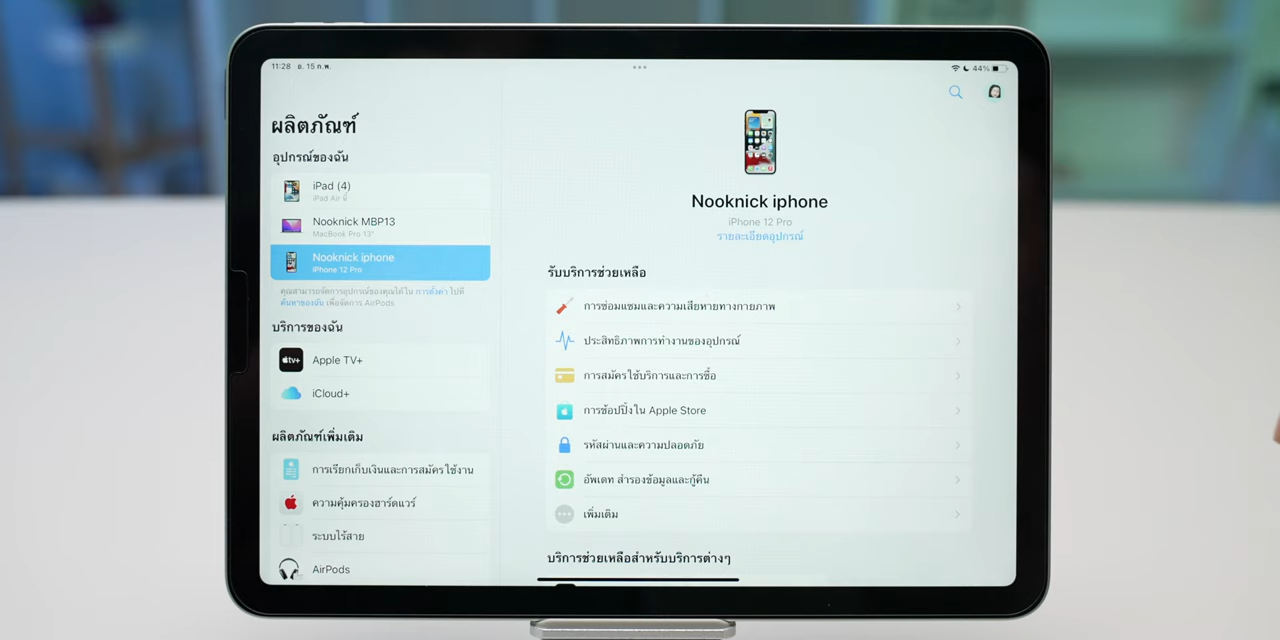 11:28 อ. 15 ก.พ.
44%
ผลิตภัณฑ์
อุปกรณ์ของฉัน
iPad (4)
iPad Air นี้
Nooknick MBP13
MacBook Pro 13"
Nooknick iphone
iPhone 12 Pro
คุณสามารถจัดการอุปกรณ์ของคุณได้ใน การตั้งค่า ไปที่
ค้นหาของฉัน เพื่อจัดการ AirPods
บริการของฉัน
tv+
Apple TV+
iCloud+
ผลิตภัณฑ์เพิ่มเติม
การเรียกเก็บเงินและการสมัครใช้งาน
ความคุ้มครองฮาร์ดแวร์
ระบบไร้สาย
AirPods
Nooknick iphone
iPhone 12 Pro
รายละเอียดอุปกรณ์
รับบริการช่วยเหลือ
การซ่อมแซมและความเสียหายทางกายภาพ
ประสิทธิภาพการทำงานของอุปกรณ์
การสมัครใช้บริการและการซื้อ
การช้อปปิ้งใน Apple Store
รหัสผ่านและความปลอดภัย
อัพเดท สำรองข้อมูลและกู้คืน
เพิ่มเติม
บริการช่วยเหลือสำหรับบริการต่างๆ